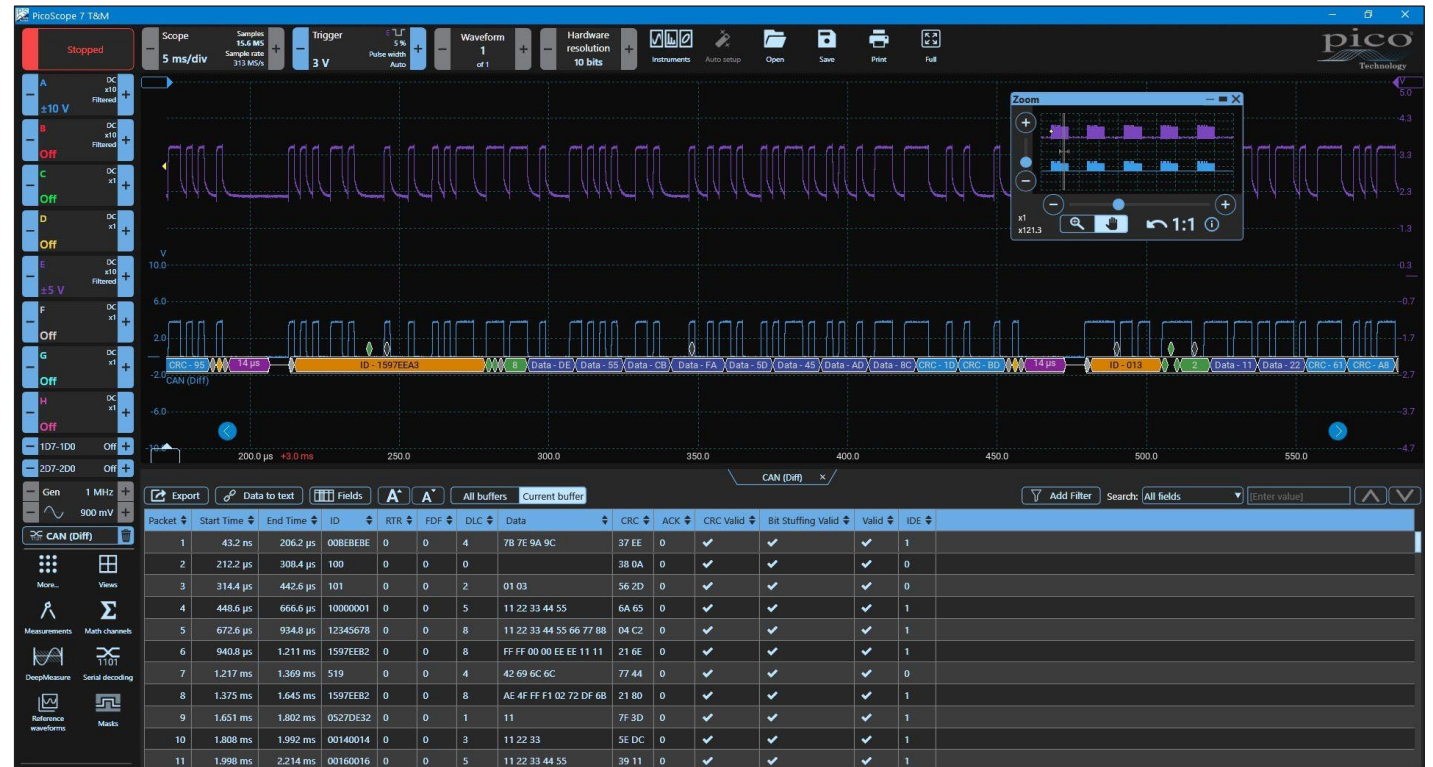 PicoScope 7 T&M
Stopped
Scope
5 ms/div
Samples
15.6 MS
Sample rate
313 MS/s
Trigger
3 V
E
5 %
Pulse width
Auto
Waveform
1
of 1
Hardware
resolution
10 bits
Instruments
Auto setup
Open
Save
Print
Full
pico
Technology
A
DC
x10
Filtered
±10 V
B
DC
x10
Filtered
Off
C
DC
x1
Off
D
DC
x1
Off
E
DC
x10
Filtered
±5 V
F
DC
x1
Off
G
DC
x1
Off
H
DC
x1
Off
1D7-1D0 Off
2D7-2D0 Off
Gen 1 MHz
900 mV
CAN (Diff)
More...
Views
Measurements
Math channels
DeepMeasure
1101
Serial decoding
Reference waveforms
Masks
V
5.0
4.3
3.3
2.3
1.3
0.3
-0.7
-1.7
-2.7
-3.7
-4.7
Zoom
x1
x121.3
1:1
V
10.0
6.0
2.0
-2.0
-6.0
-10.0
CRC - 95
14 µs
ID - 1597EEA3
8
Data - DE
Data - 55
Data - CB
Data - FA
Data - 5D
Data - 45
Data - AD
Data - 8C
CRC - 1D
CRC - BD
14 µs
ID - 013
2
Data - 11
Data - 22
CRC - 61
CRC - A8
CAN (Diff)
200.0 µs +3.0 ms 250.0 300.0 350.0 400.0 450.0 500.0 550.0
CAN (Diff) ×
Export Data to text Fields A A All buffers Current buffer Add Filter Search: All fields [Enter value]
Packet Start Time End Time ID RTR FDF DLC Data CRC ACK CRC Valid Bit Stuffing Valid Valid IDE
1 43.2 ns 206.2 µs 00BEBEBE 0 0 4 7B 7E 9A 9C 37 EE 0 ✔ ✔ ✔ 1
2 212.2 µs 308.4 µs 100 0 0 0 38 0A 0 ✔ ✔ ✔ 0
3 314.4 µs 442.6 µs 101 0 0 2 01 03 56 2D 0 ✔ ✔ ✔ 0
4 448.6 µs 666.6 µs 10000001 0 0 5 11 22 33 44 55 6A 65 0 ✔ ✔ ✔ 1
5 672.6 µs 934.8 µs 12345678 0 0 8 11 22 33 44 55 66 77 88 04 C2 0 ✔ ✔ ✔ 1
6 940.8 µs 1.211 ms 1597EEB2 0 0 8 FF FF 00 00 EE EE 11 11 21 6E 0 ✔ ✔ ✔ 1
7 1.217 ms 1.369 ms 519 0 0 4 42 69 6C 6C 77 44 0 ✔ ✔ ✔ 0
8 1.375 ms 1.645 ms 1597EEB2 0 0 8 AE 4F FF F1 02 72 DF 6B 21 80 0 ✔ ✔ ✔ 1
9 1.651 ms 1.802 ms 0527DE32 0 0 1 11 7F 3D 0 ✔ ✔ ✔ 1
10 1.808 ms 1.992 ms 00140014 0 0 3 11 22 33 5E DC 0 ✔ ✔ ✔ 1
11 1.998 ms 2.214 ms 00160016 0 0 5 11 22 33 44 55 39 11 0 ✔ ✔ ✔ 1